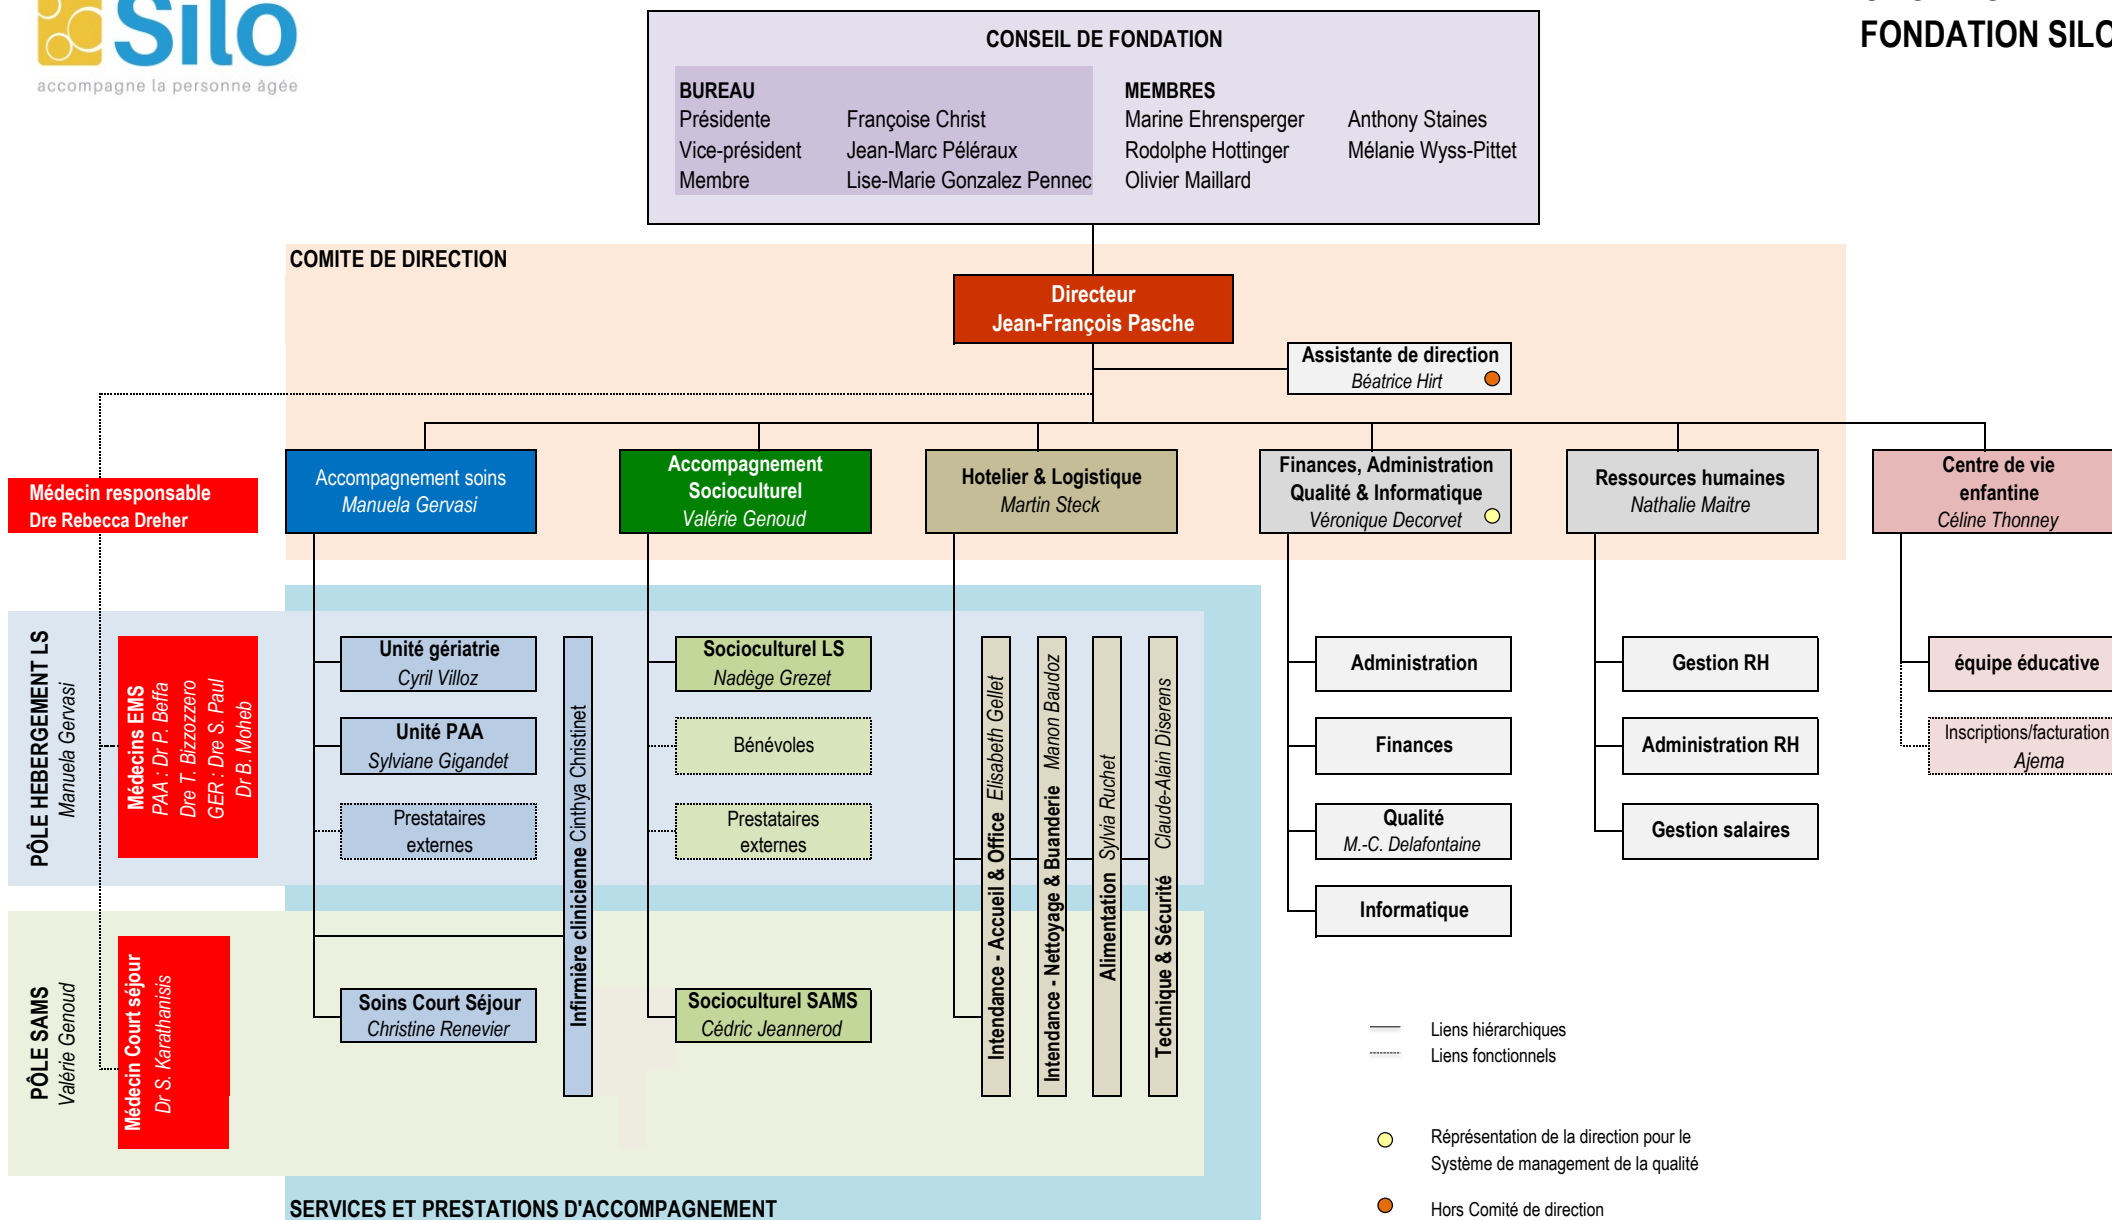 Silo
accompagne la personne âgée
FONDATION SILO
CONSEIL DE FONDATION
BUREAU
Présidente Françoise Christ
Vice-président Jean-Marc Péléraux
Membre Lise-Marie Gonzalez Pennec
MEMBRES
Marine Ehrensperger Anthony Staines
Rodolphe Hottinger Mélanie Wyss-Pittet
Olivier Maillard
COMITE DE DIRECTION
Directeur
Jean-François Pasche
Assistante de direction
Béatrice Hirt
Médecin responsable
Dre Rebecca Dreher
Accompagnement soins
Manuela Gervasi
Accompagnement
Socioculturel
Valérie Genoud
Hotelier & Logistique
Martin Steck
Finances, Administration
Qualité & Informatique
Véronique Decorvet
Ressources humaines
Nathalie Maitre
Centre de vie
enfantine
Céline Thonney
PÔLE HEBERGEMENT LS
Manuela Gervasi
Médecins EMS
PAA : Dr P. Beffa
Dre T. Bizzozzero
GER : Dre S. Paul
Dr B. Moheb
Unité gériatrie
Cyril Villoz
Unité PAA
Sylviane Gigandet
Prestataires
externes
Infirmière clinicienne Cinthya Christinet
Socioculturel LS
Nadège Grezet
Bénévoles
Prestataires
externes
Intendance - Accueil & Office Elisabeth Gellet
Intendance - Nettoyage & Buanderie Manon Baudoz
Alimentation Sylvia Ruchet
Technique & Sécurité Claude-Alain Diserens
Administration
Finances
Qualité
M.-C. Delafontaine
Informatique
Gestion RH
Administration RH
Gestion salaires
équipe éducative
Inscriptions/facturation
Ajema
PÔLE SAMS
Valérie Genoud
Médecin Court séjour
Dr S. Karathanisis
Soins Court Séjour
Christine Renevier
Socioculturel SAMS
Cédric Jeannerod
Liens hiérarchiques
Liens fonctionnels
Réprésentation de la direction pour le
Système de management de la qualité
Hors Comité de direction
SERVICES ET PRESTATIONS D'ACCOMPAGNEMENT